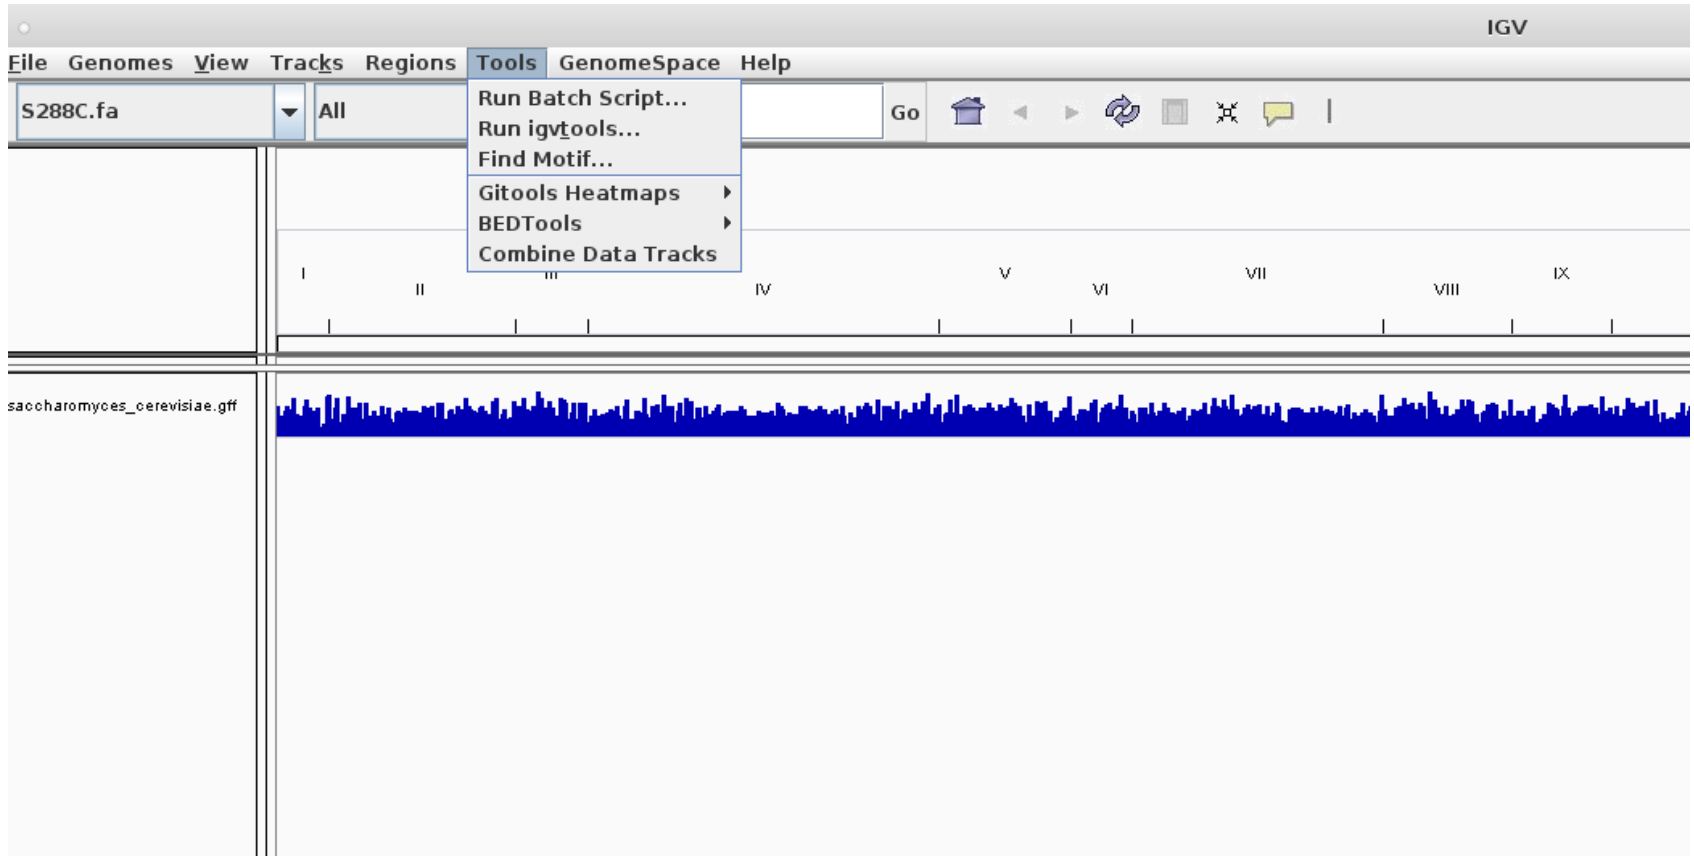 IGV
File Genomes View Tracks Regions Tools GenomeSpace Help
S288C.fa All Go
Run Batch Script...
Run igvtools...
Find Motif...
Gitools Heatmaps
BEDTools
Combine Data Tracks
I III V VII IX
II IV VI VIII
saccharomyces_cerevisiae.gff